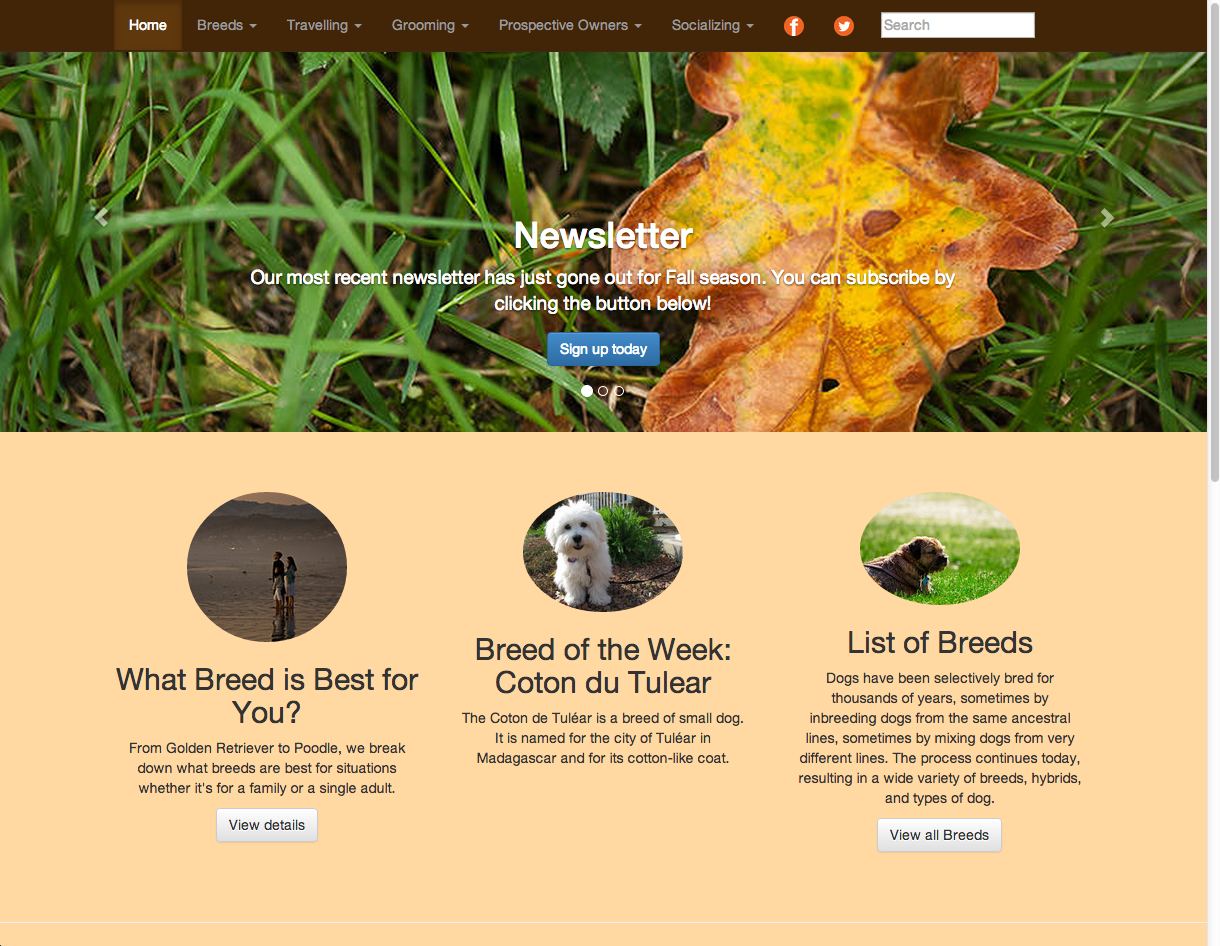 Home Breeds Travelling Grooming Prospective Owners Socializing Search
Newsletter
Our most recent newsletter has just gone out for Fall season. You can subscribe by
clicking the button below!
Sign up today
What Breed is Best for
You?
From Golden Retriever to Poodle, we break
down what breeds are best for situations
whether it's for a family or a single adult.
View details
Breed of the Week:
Coton du Tulear
The Coton de Tuléar is a breed of small dog.
It is named for the city of Tuléar in
Madagascar and for its cotton-like coat.
List of Breeds
Dogs have been selectively bred for
thousands of years, sometimes by
inbreeding dogs from the same ancestral
lines, sometimes by mixing dogs from very
different lines. The process continues today,
resulting in a wide variety of breeds, hybrids,
and types of dog.
View all Breeds